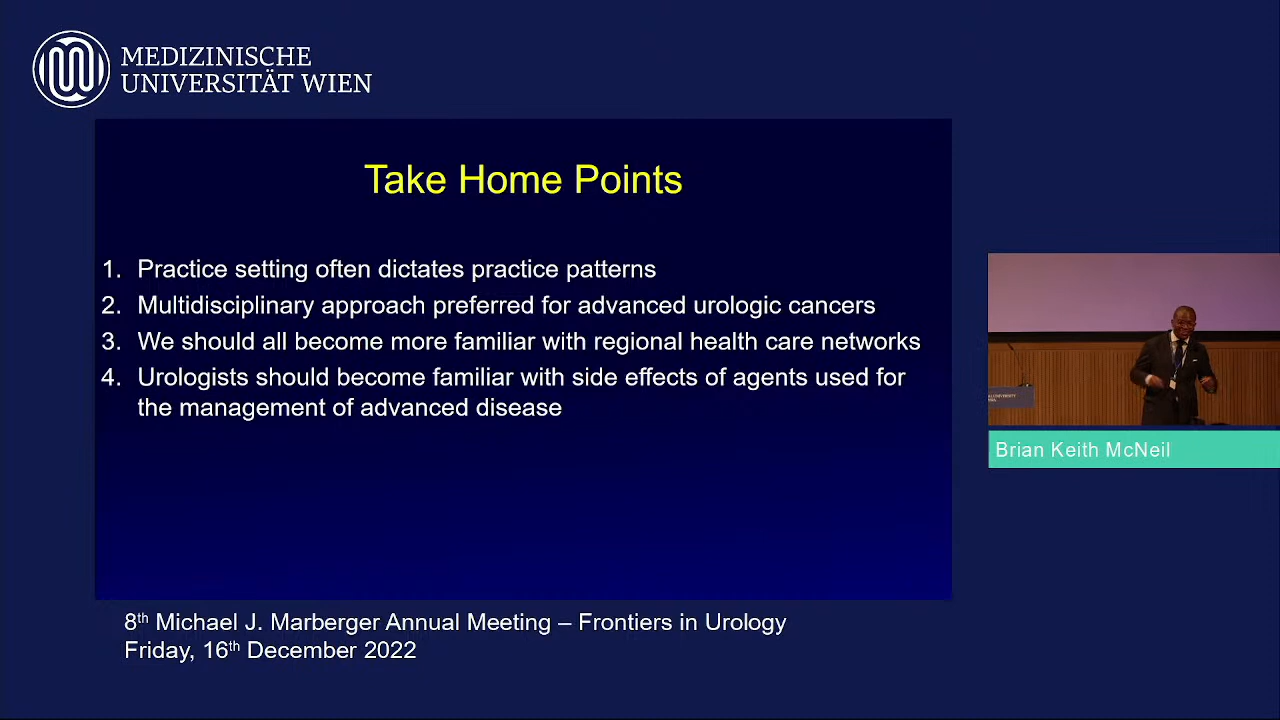 MEDIZINISCHE
UNIVERSITÄT WIEN
Take Home Points
1. Practice setting often dictates practice patterns
2. Multidisciplinary approach preferred for advanced urologic cancers
3. We should all become more familiar with regional health care networks
4. Urologists should become familiar with side effects of agents used for
the management of advanced disease
Brian Keith McNeil
8th Michael J. Marberger Annual Meeting – Frontiers in Urology
Friday, 16th December 2022